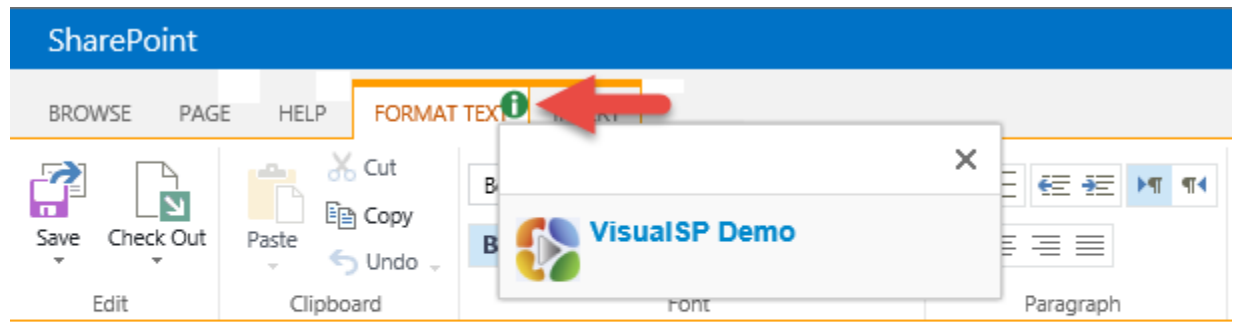 SharePoint
BROWSE PAGE HELP FORMAT TEXT
Cut
Copy
Undo
Save Check Out Paste
B
VisualSP Demo
Edit Clipboard Font Paragraph